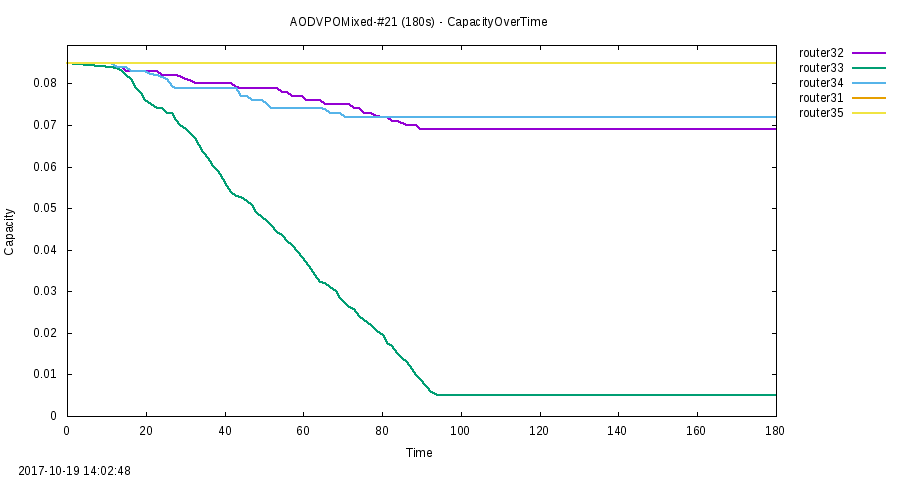 AODVPOMixed-#21 (180s) - CapacityOverTime
router32
router33
router34
router31
router35
0.08
0.07
0.06
0.05
0.04
0.03
0.02
0.01
0
Capacity
0 20 40 60 80 100 120 140 160 180
Time
2017-10-19 14:02:48